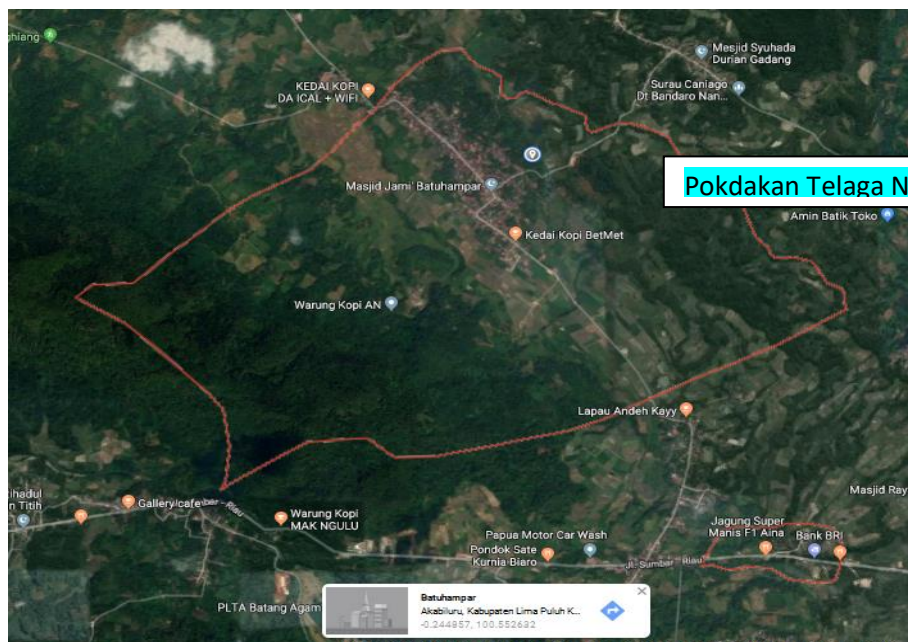 Mesjid Syuhada
Durian Gadang
KEDAI KOPI
DA ICAL + WIFI
Surau Caniago
Dt Bandaro Nan...
Masjid Jami' Batuhampar
Pokdakan Telaga N
Amin Batik Toko
Kedai Kopi BetMet
Warung Kopi AN
Lapau Andeh Kayy
Masjid Ray
Gallery cafe
Warung Kopi
MAK NGULU
Papua Motor Car Wash
Pondok Sate
Kurnia Biaro
Jagung Super
Manis F1 Aina
Bank BRI
Jl. Sumbar - Riau
PLTA Batang Agam
Batuhampar
Akabiluru, Kabupaten Lima Puluh K...
-0.244857, 100.552632